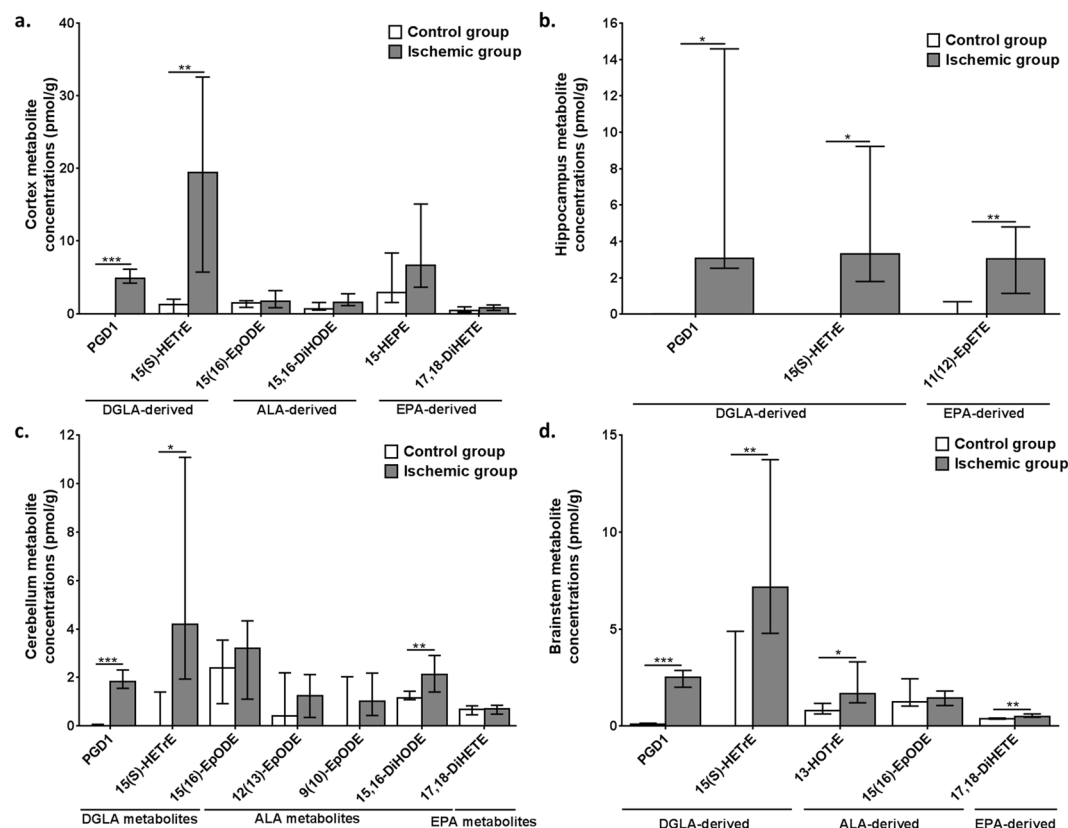 a.
Cortex metabolite
concentrations (pmol/g)
40
30
20
10
0
Control group
Ischemic group
***
**
PGD1
15(S)-HETrE
15(16)-EpODE
15,16-DiHODE
15-HEPE
17,18-DiHETE
DGLA-derived
ALA-derived
EPA-derived
b.
Hippocampus metabolite
concentrations (pmol/g)
16
14
12
10
8
6
4
2
0
Control group
Ischemic group
*
*
**
PGD1
15(S)-HETrE
11(12)-EpETE
DGLA-derived
EPA-derived
c.
Cerebellum metabolite
concentrations (pmol/g)
12
10
8
6
4
2
0
Control group
Ischemic group
***
*
**
PGD1
15(S)-HETrE
15(16)-EpODE
12(13)-EpODE
9(10)-EpODE
15,16-DiHODE
17,18-DiHETE
DGLA metabolites
ALA metabolites
EPA metabolites
d.
Brainstem metabolite
concentrations (pmol/g)
15
10
5
0
Control group
Ischemic group
***
**
*
**
PGD1
15(S)-HETrE
13-HOTrE
15(16)-EpODE
17,18-DiHETE
DGLA-derived
ALA-derived
EPA-derived